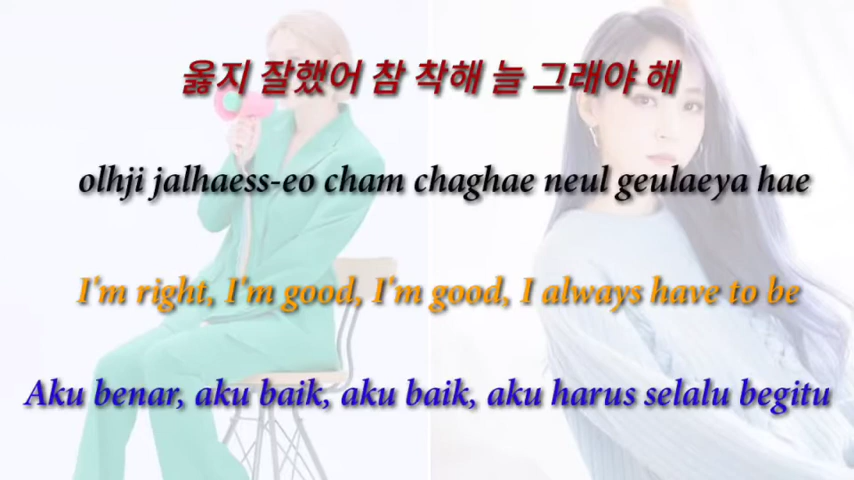 옳지 잘했어 참 착해 늘 그래야 해
olhji jalhaess-eo cham chaghae neul geulaeya hae
I'm right, I'm good, I'm good, I always have to be
Aku benar, aku baik, aku baik, aku harus selalu begitu